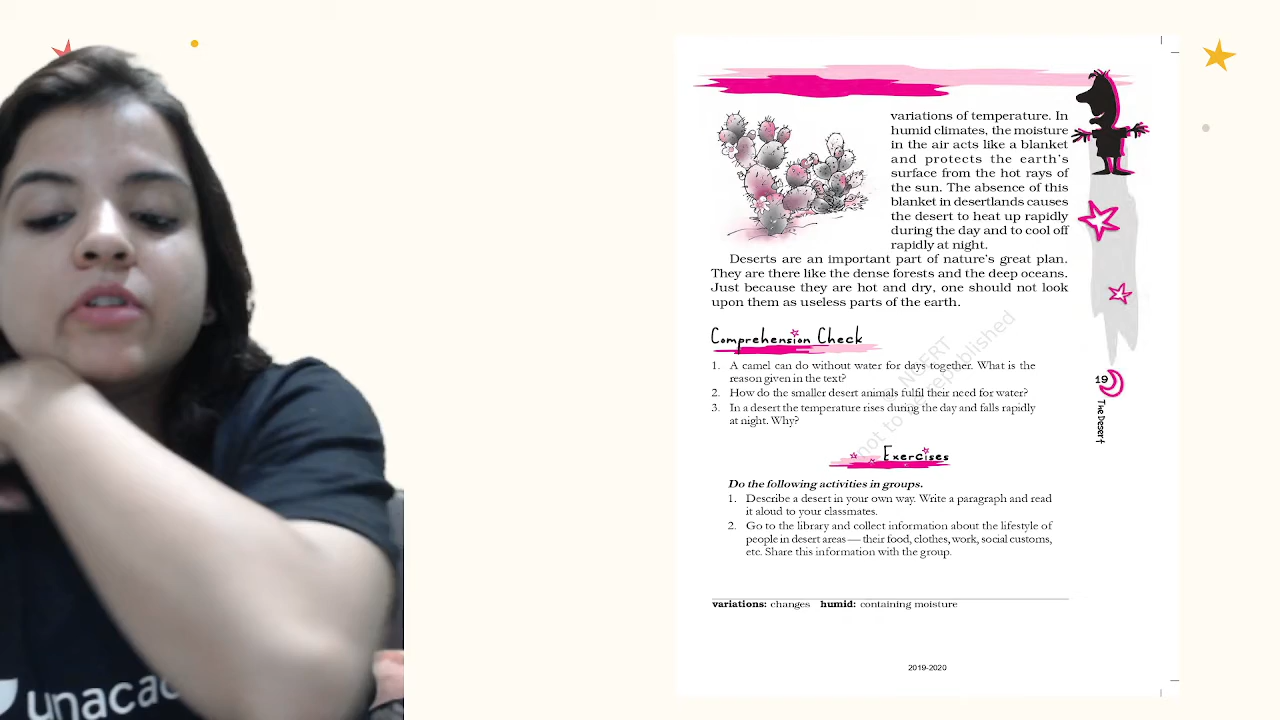 variations of temperature. In
humid climates, the moisture
in the air acts like a blanket
and protects the earth's
surface from the hot rays of
the sun. The absence of this
blanket in desertlands causes
the desert to heat up rapidly
during the day and to cool off
rapidly at night.
Deserts are an important part of nature's great plan.
They are there like the dense forests and the deep oceans.
Just because they are hot and dry, one should not look
upon them as useless parts of the earth.
Comprehension Check
1. A camel can do without water for days together. What is the
reason given in the text?
2. How do the smaller desert animals fulfil their need for water?
3. In a desert the temperature rises during the day and falls rapidly
at night. Why?
Exercises
Do the following activities in groups.
1. Describe a desert in your own way. Write a paragraph and read
it aloud to your classmates.
2. Go to the library and collect information about the lifestyle of
people in desert areas — their food, clothes, work, social customs,
etc. Share this information with the group.
variations: changes humid: containing moisture
2019-2020
19
The Desert
NCERT
not to republished
unacad